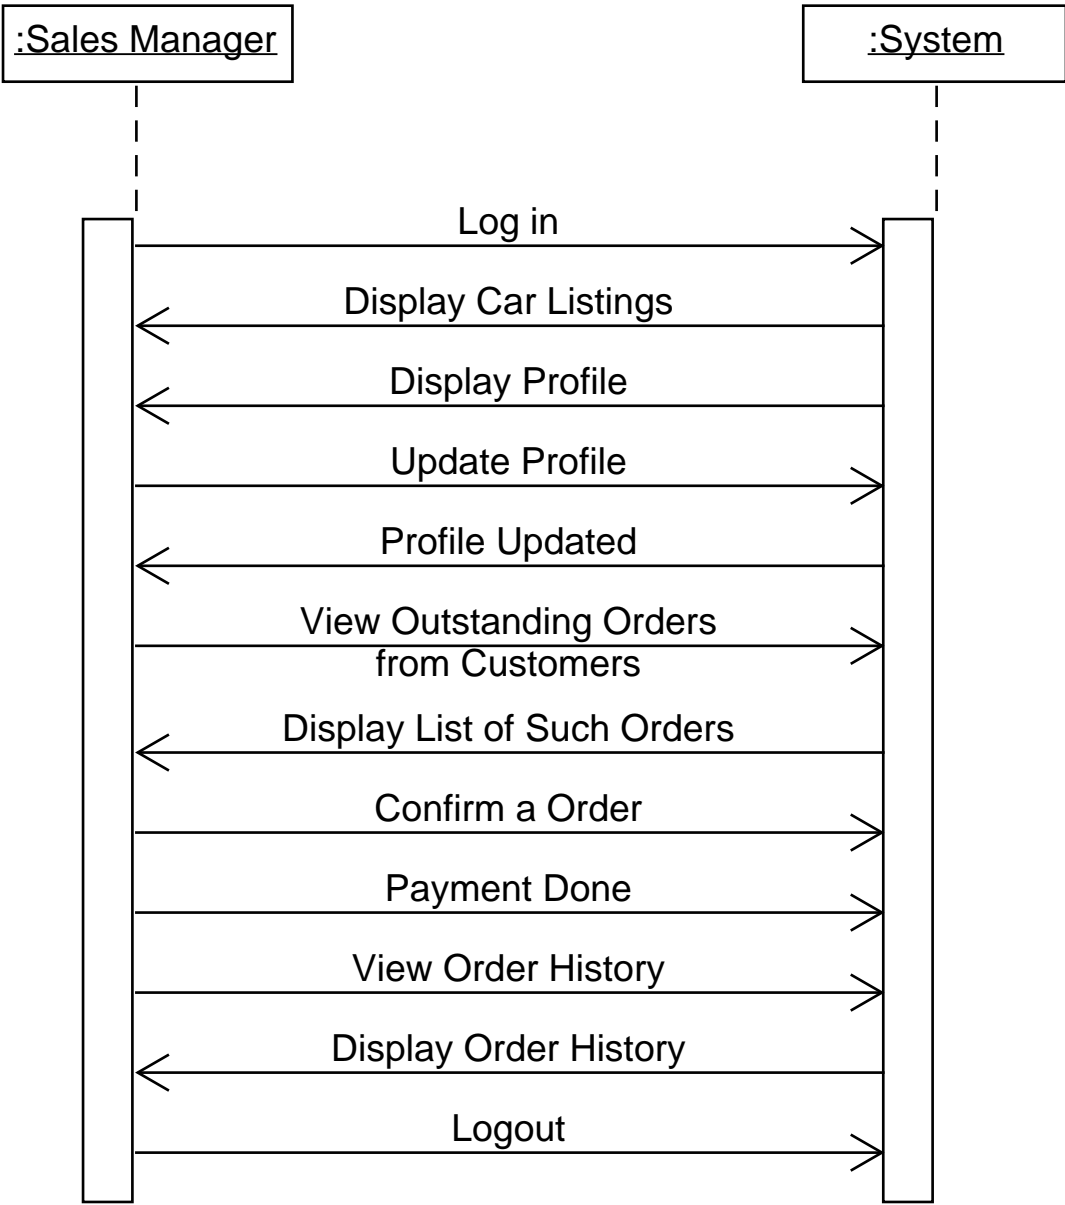 :Sales Manager
:System
Log in
Display Car Listings
Display Profile
Update Profile
Profile Updated
View Outstanding Orders
from Customers
Display List of Such Orders
Confirm a Order
Payment Done
View Order History
Display Order History
Logout